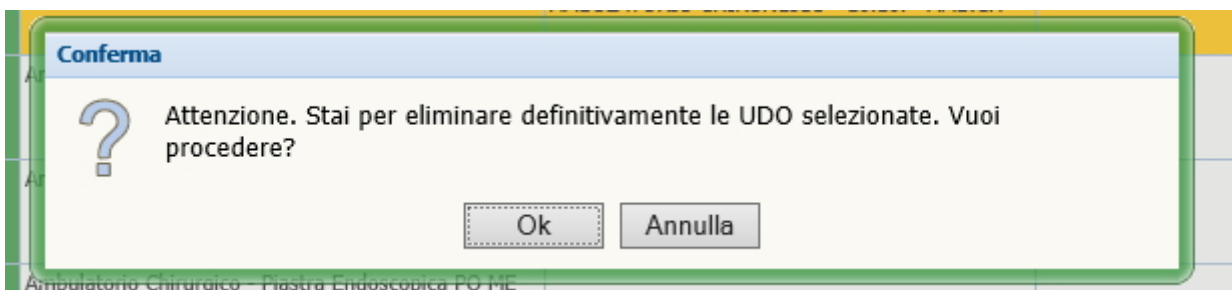 Conferma
Attenzione. Stai per eliminare definitivamente le UDO selezionate. Vuoi
procedere?
Ok Annulla
Ambulatorio Chirurgico - Piastra Endoscopica PO ME